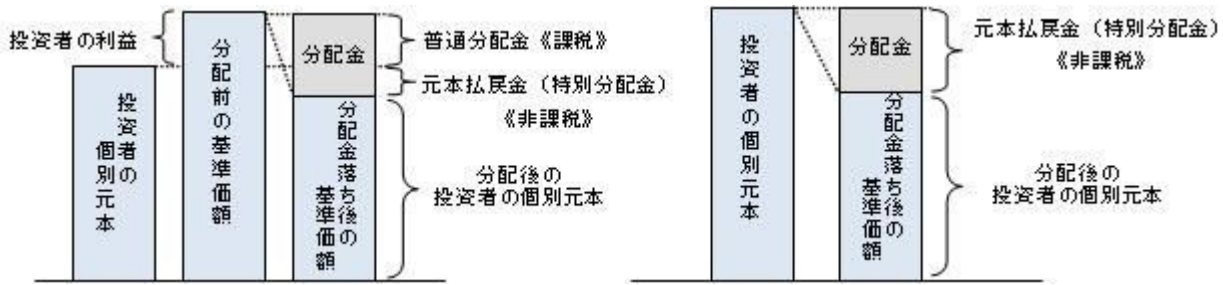 投資者の利益
投資者の
個別元本
分配前の基準価額
分配金
分配金落ち後の
基準価額
普通分配金《課税》
元本払戻金（特別分配金）
《非課税》
分配後の
投資者の個別元本
投資者の個別元本
分配金
分配金落ち後の
基準価額
元本払戻金（特別分配金）
《非課税》
分配後の
投資者の個別元本